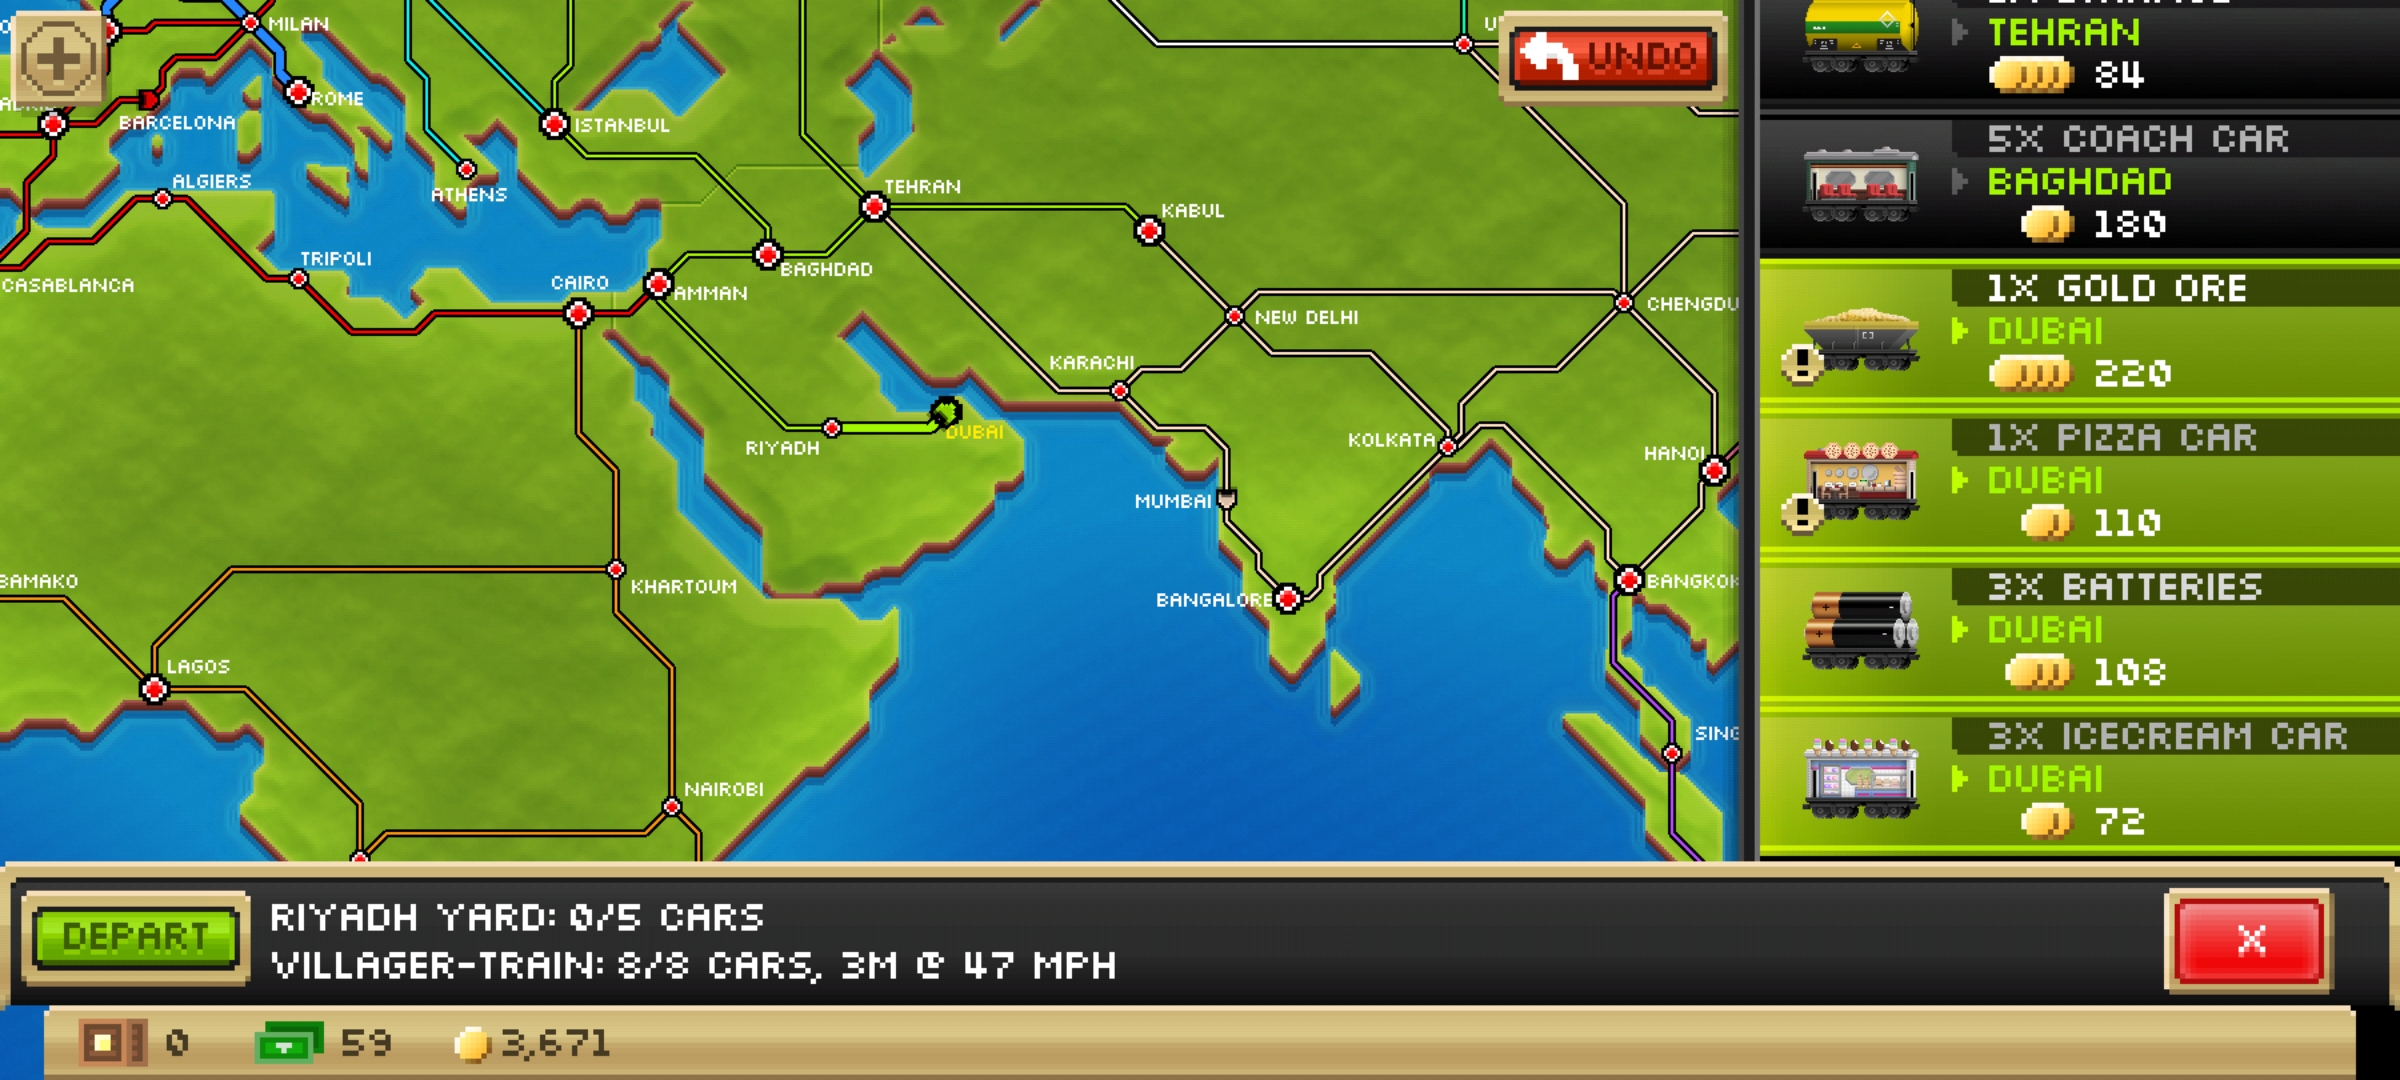 MILAN
ROME
BARCELONA
ISTANBUL
ALGIERS
ATHENS
TEHRAN
KABUL
TRIPOLI
CAIRO
BAGHDAD
AMMAN
CASABLANCA
NEW DELHI
CHENGDU
KARACHI
RIYADH
DUBAI
KOLKATA
HANOI
MUMBAI
BANGALORE
BANGKOK
BAMAKO
KHARTOUM
LAGOS
NAIROBI
SING
UNDO
TEHRAN
84
5X COACH CAR
BAGHDAD
180
1X GOLD ORE
DUBAI
220
1X PIZZA CAR
DUBAI
110
3X BATTERIES
DUBAI
108
3X ICECREAM CAR
DUBAI
72
DEPART
RIYADH YARD: 0/5 CARS
VILLAGER-TRAIN: 8/8 CARS, 3M @ 47 MPH
X
0
59
3,671